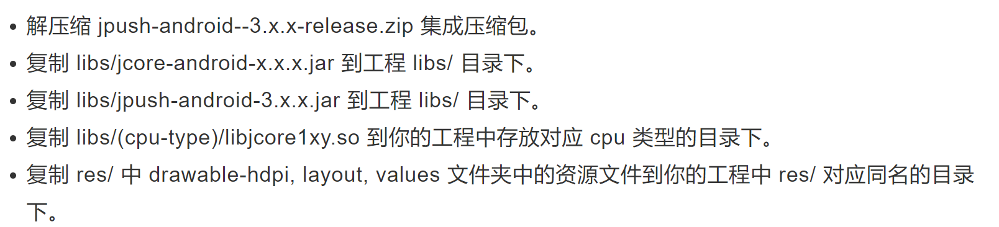 • 解压缩 jpush-android--3.x.x-release.zip 集成压缩包。
• 复制 libs/jcore-android-x.x.x.jar 到工程 libs/ 目录下。
• 复制 libs/jpush-android-3.x.x.jar 到工程 libs/ 目录下。
• 复制 libs/(cpu-type)/libjcore1xy.so 到你的工程中存放对应 cpu 类型的目录下。
• 复制 res/ 中 drawable-hdpi, layout, values 文件夹中的资源文件到你的工程中 res/ 对应同名的目录
下。